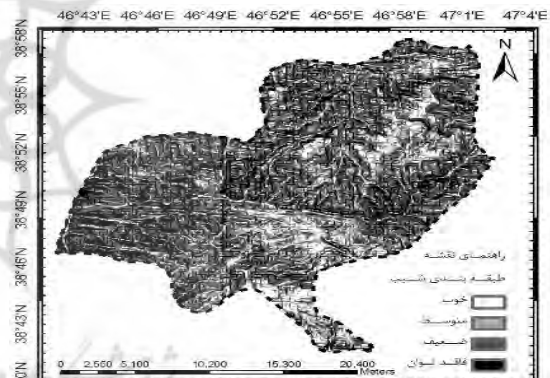 46°43'E 46°46'E 46°49'E 46°52'E 46°55'E 46°58'E 47°1'E 47°4'E
38°58'N
38°55'N
38°52'N
38°49'N
38°46'N
38°43'N
N
راهنمای نقشه
طبقه بندی شیب
خوب
متوسط
ضعیف
فاقد توان
0 2,550 5,100 10,200 15,300 20,400
Meters